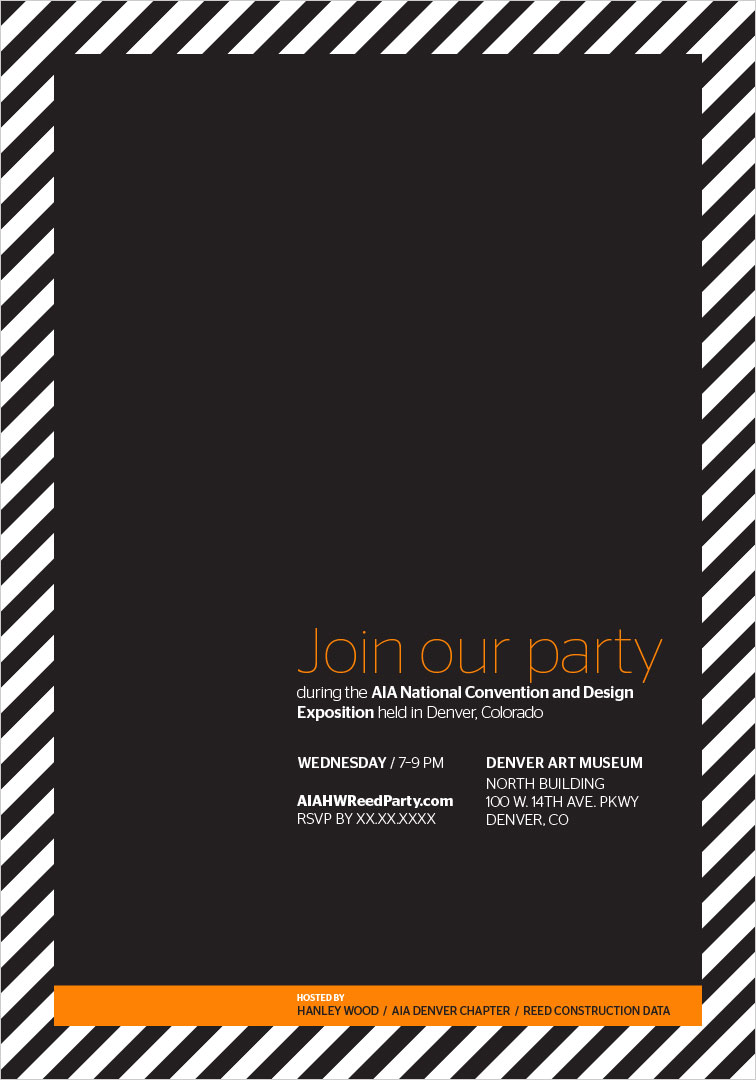 Join our party
during the AIA National Convention and Design
Exposition held in Denver, Colorado
WEDNESDAY / 7–9 PM
AIAHWReedParty.com
RSVP BY XX.XX.XXXX
DENVER ART MUSEUM
NORTH BUILDING
100 W. 14TH AVE. PKWY
DENVER, CO
HOSTED BY
HANLEY WOOD / AIA DENVER CHAPTER / REED CONSTRUCTION DATA